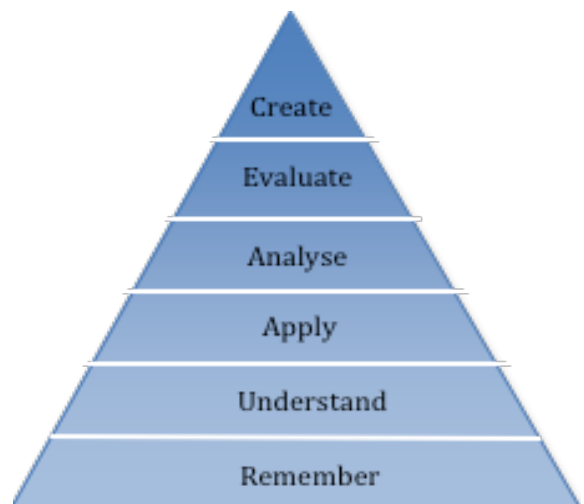 Create
Evaluate
Analyse
Apply
Understand
Remember